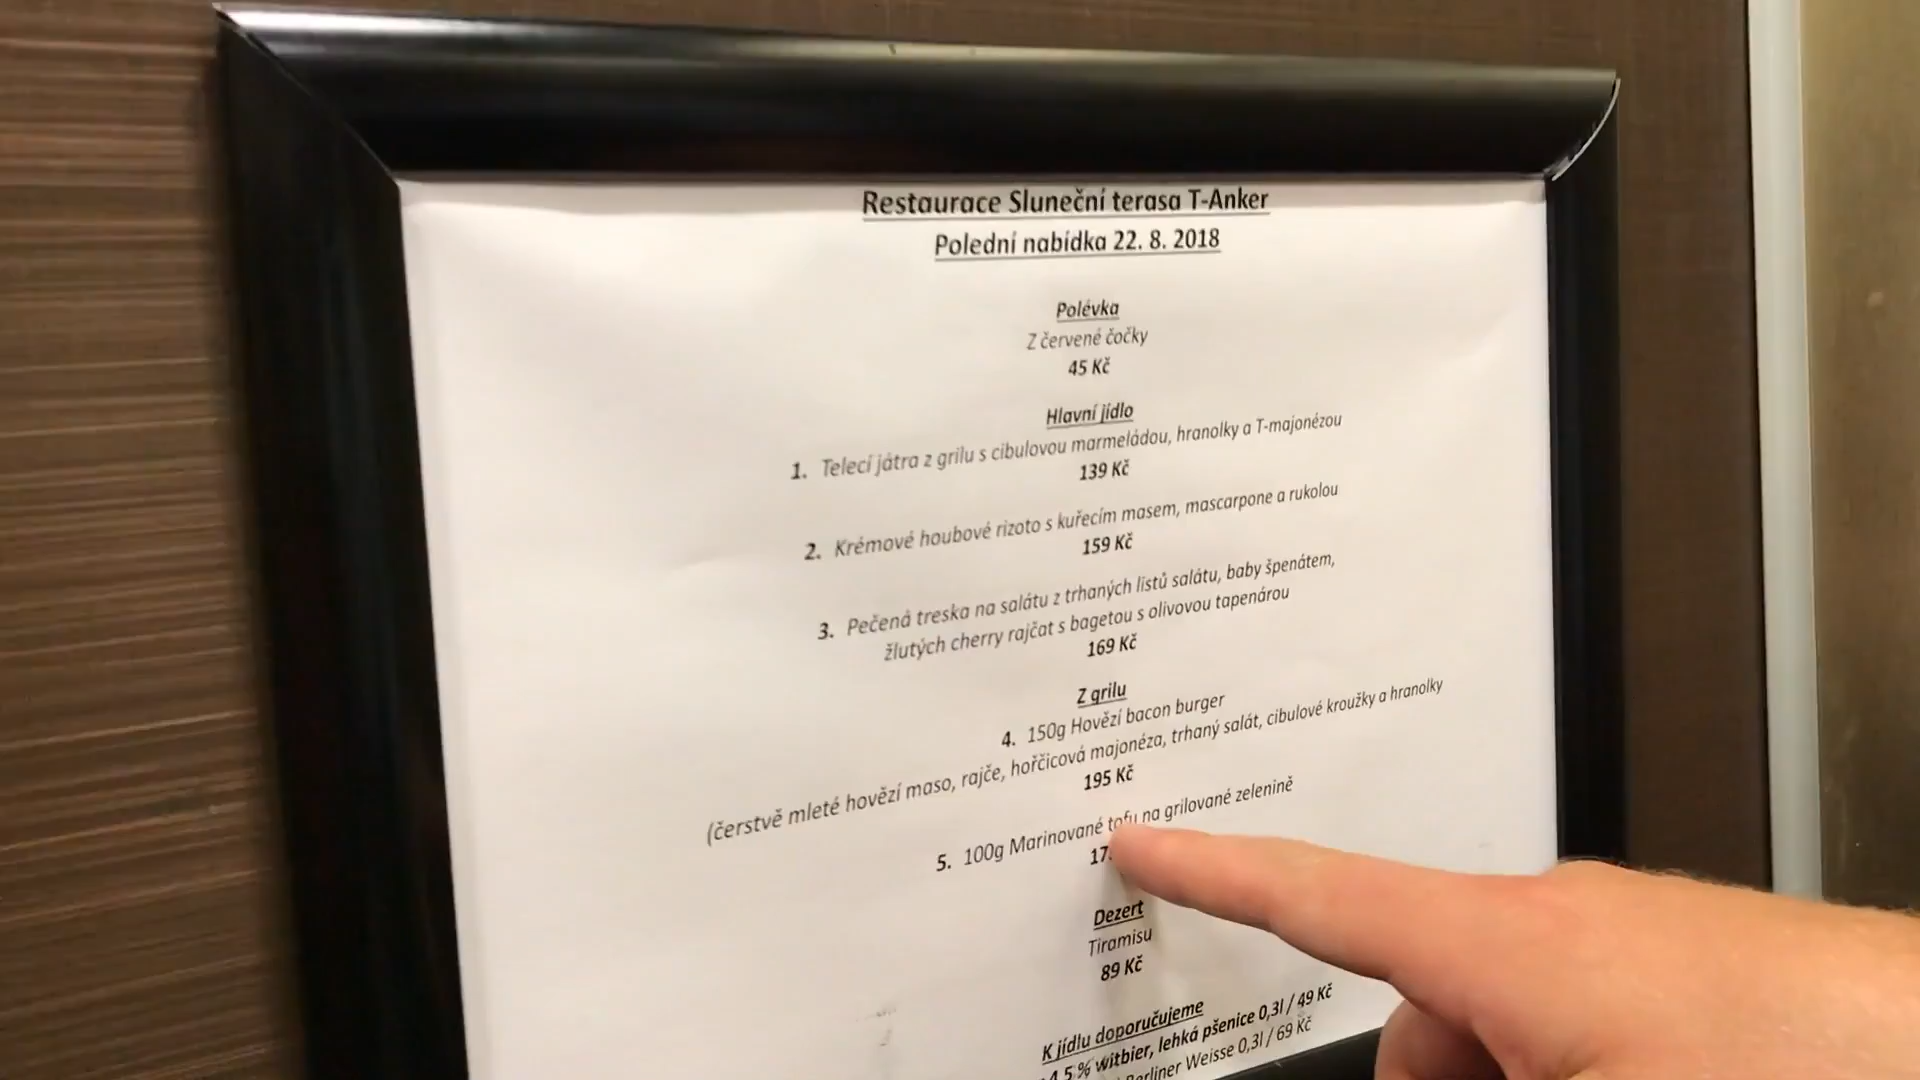 Restaurace Sluneční terasa T-Anker
Polední nabídka 22. 8. 2018
Polévka
Z červené čočky
45 Kč
Hlavní jídlo
1. Telecí játra z grilu s cibulovou marmeládou, hranolky a T-majonézou
139 Kč
2. Krémové houbové rizoto s kuřecím masem, mascarpone a rukolou
159 Kč
3. Pečená treska na salátu z trhaných listů salátu, baby špenátem,
žlutých cherry rajčat s bagetou s olivovou tapenárou
169 Kč
Z grilu
4. 150g Hovězí bacon burger
(čerstvě mleté hovězí maso, rajče, hořčicová majonéza, trhaný salát, cibulové kroužky a hranolky
195 Kč
5. 100g Marinované tofu na grilované zelenině
Dezert
Tiramisu
89 Kč
K jídlu doporučujeme
4,5 % witbier, lehká pšenice 0,3l / 49 Kč
Berliner Weisse 0,3l / 69 Kč